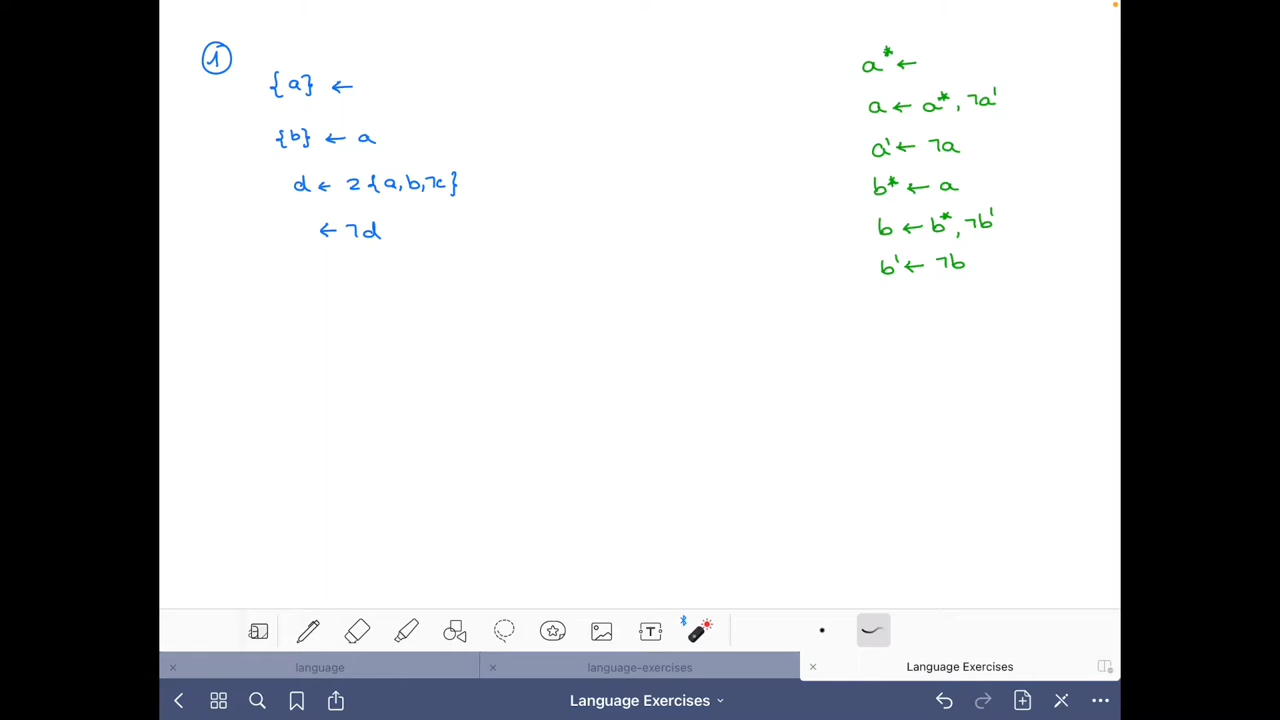 1
{a} ←
{b} ← a
d ← 2 {a, b, ¬c}
← ¬d
a* ←
a ← a*, ¬a'
a' ← ¬a
b* ← a
b ← b*, ¬b'
b' ← ¬b
T
× language
× language-exercises
× Language Exercises
Language Exercises